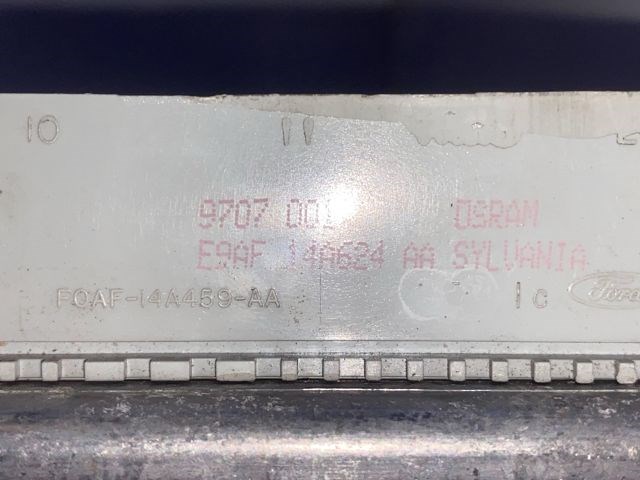 10 11
9707 001 OSRAM
E9AF 14A624 AA SYLVANIA
F0AF-14A459-AA 1C Ford